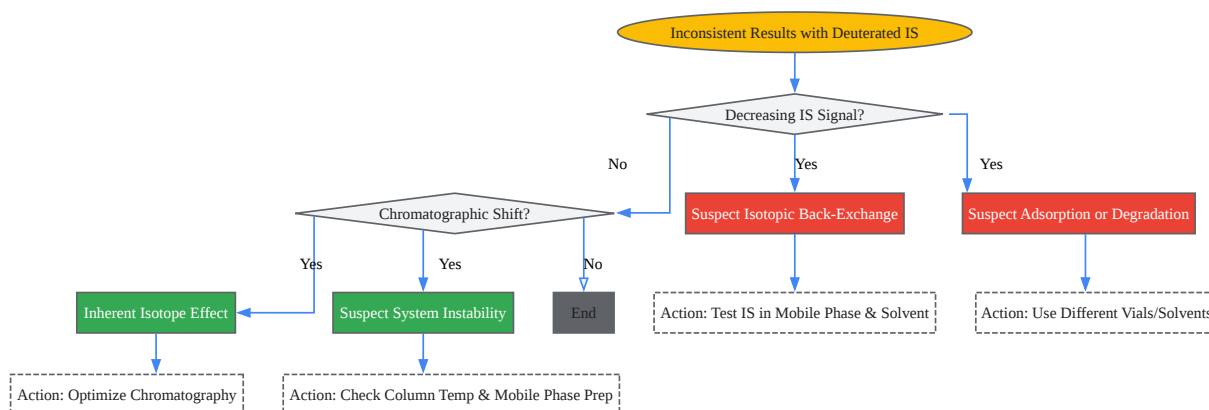 Inconsistent Results with Deuterated IS
Decreasing IS Signal?
No
Yes
Yes
Chromatographic Shift?
Suspect Isotopic Back-Exchange
Suspect Adsorption or Degradation
Yes
Yes
No
Inherent Isotope Effect
Suspect System Instability
End
Action: Test IS in Mobile Phase & Solvent
Action: Use Different Vials/Solvents
Action: Optimize Chromatography
Action: Check Column Temp & Mobile Phase Prep